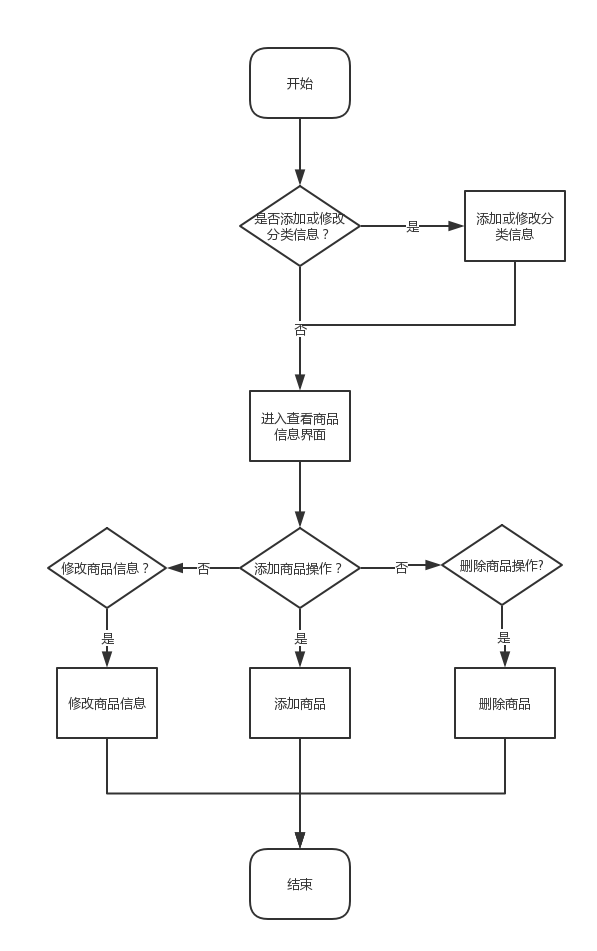 开始
是否添加或修改
分类信息？
是
添加或修改分
类信息
否
进入查看商品
信息界面
修改商品信息？
否
添加商品操作？
否
删除商品操作?
是
是
是
修改商品信息
添加商品
删除商品
结束